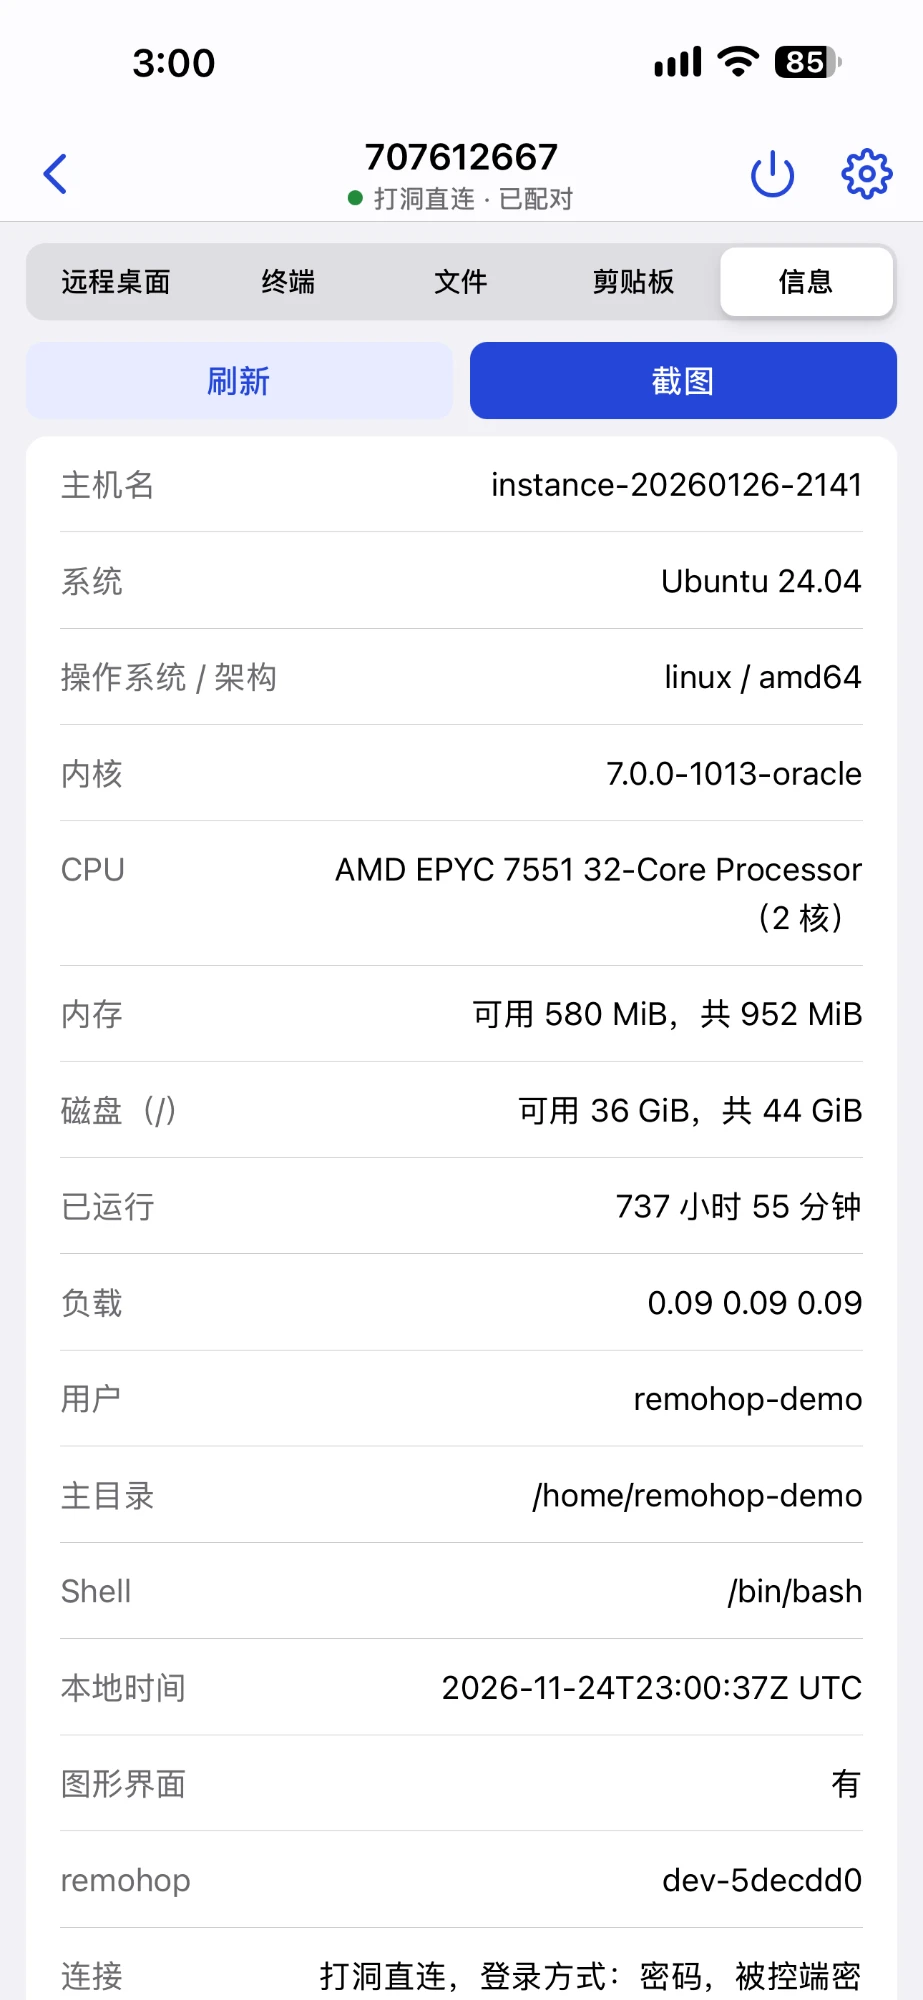 3:00
85
707612667
打洞直连 · 已配对
远程桌面 终端 文件 剪贴板 信息
刷新 截图
主机名 instance-20260126-2141
系统 Ubuntu 24.04
操作系统 / 架构 linux / amd64
内核 7.0.0-1013-oracle
CPU AMD EPYC 7551 32-Core Processor
（2 核）
内存 可用 580 MiB，共 952 MiB
磁盘（/） 可用 36 GiB，共 44 GiB
已运行 737 小时 55 分钟
负载 0.09 0.09 0.09
用户 remohop-demo
主目录 /home/remohop-demo
Shell /bin/bash
本地时间 2026-11-24T23:00:37Z UTC
图形界面 有
remohop dev-5decdd0
连接 打洞直连，登录方式：密码，被控端密